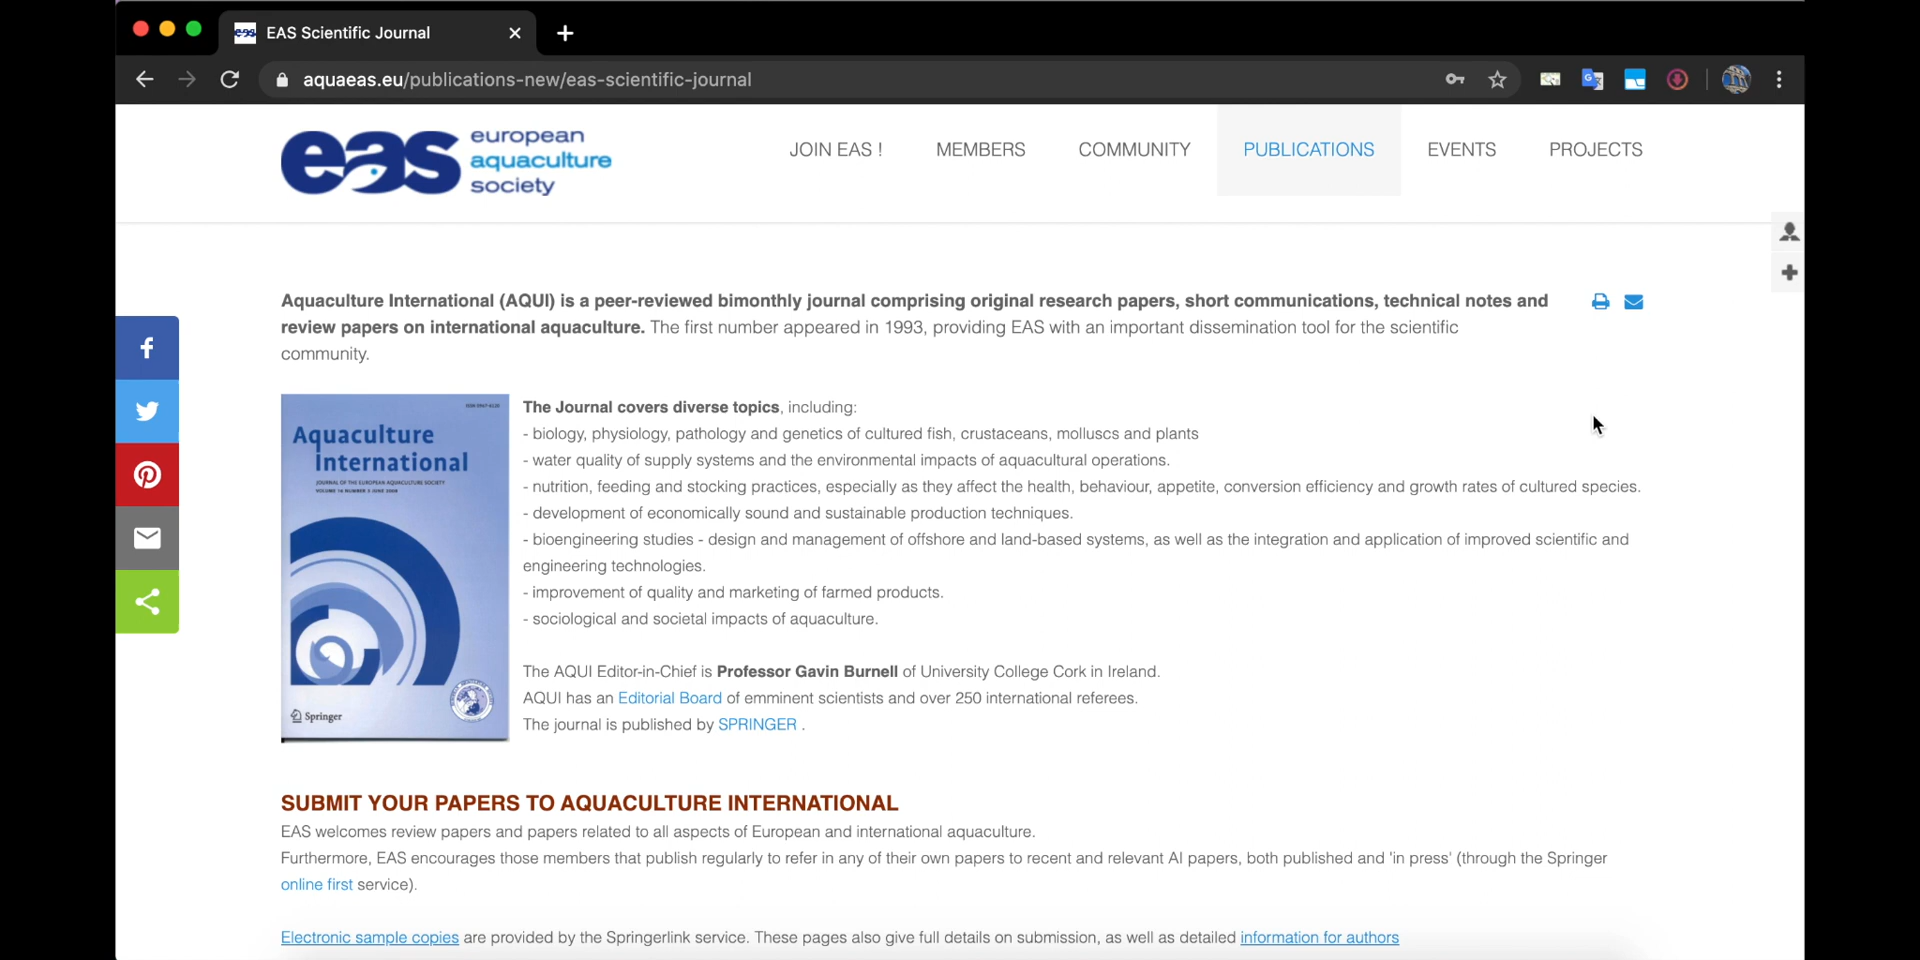 EAS Scientific Journal
aquaeas.eu/publications-new/eas-scientific-journal
eas european
aquaculture
society
JOIN EAS !
MEMBERS
COMMUNITY
PUBLICATIONS
EVENTS
PROJECTS
Aquaculture International (AQUI) is a peer-reviewed bimonthly journal comprising original research papers, short communications, technical notes and
review papers on international aquaculture. The first number appeared in 1993, providing EAS with an important dissemination tool for the scientific
community.
Aquaculture
International
JOURNAL OF THE EUROPEAN AQUACULTURE SOCIETY
Springer
The Journal covers diverse topics, including:
- biology, physiology, pathology and genetics of cultured fish, crustaceans, molluscs and plants
- water quality of supply systems and the environmental impacts of aquacultural operations.
- nutrition, feeding and stocking practices, especially as they affect the health, behaviour, appetite, conversion efficiency and growth rates of cultured species.
- development of economically sound and sustainable production techniques.
- bioengineering studies - design and management of offshore and land-based systems, as well as the integration and application of improved scientific and
engineering technologies.
- improvement of quality and marketing of farmed products.
- sociological and societal impacts of aquaculture.
The AQUI Editor-in-Chief is Professor Gavin Burnell of University College Cork in Ireland.
AQUI has an Editorial Board of emminent scientists and over 250 international referees.
The journal is published by SPRINGER .
SUBMIT YOUR PAPERS TO AQUACULTURE INTERNATIONAL
EAS welcomes review papers and papers related to all aspects of European and international aquaculture.
Furthermore, EAS encourages those members that publish regularly to refer in any of their own papers to recent and relevant AI papers, both published and 'in press' (through the Springer
online first service).
Electronic sample copies are provided by the Springerlink service. These pages also give full details on submission, as well as detailed information for authors